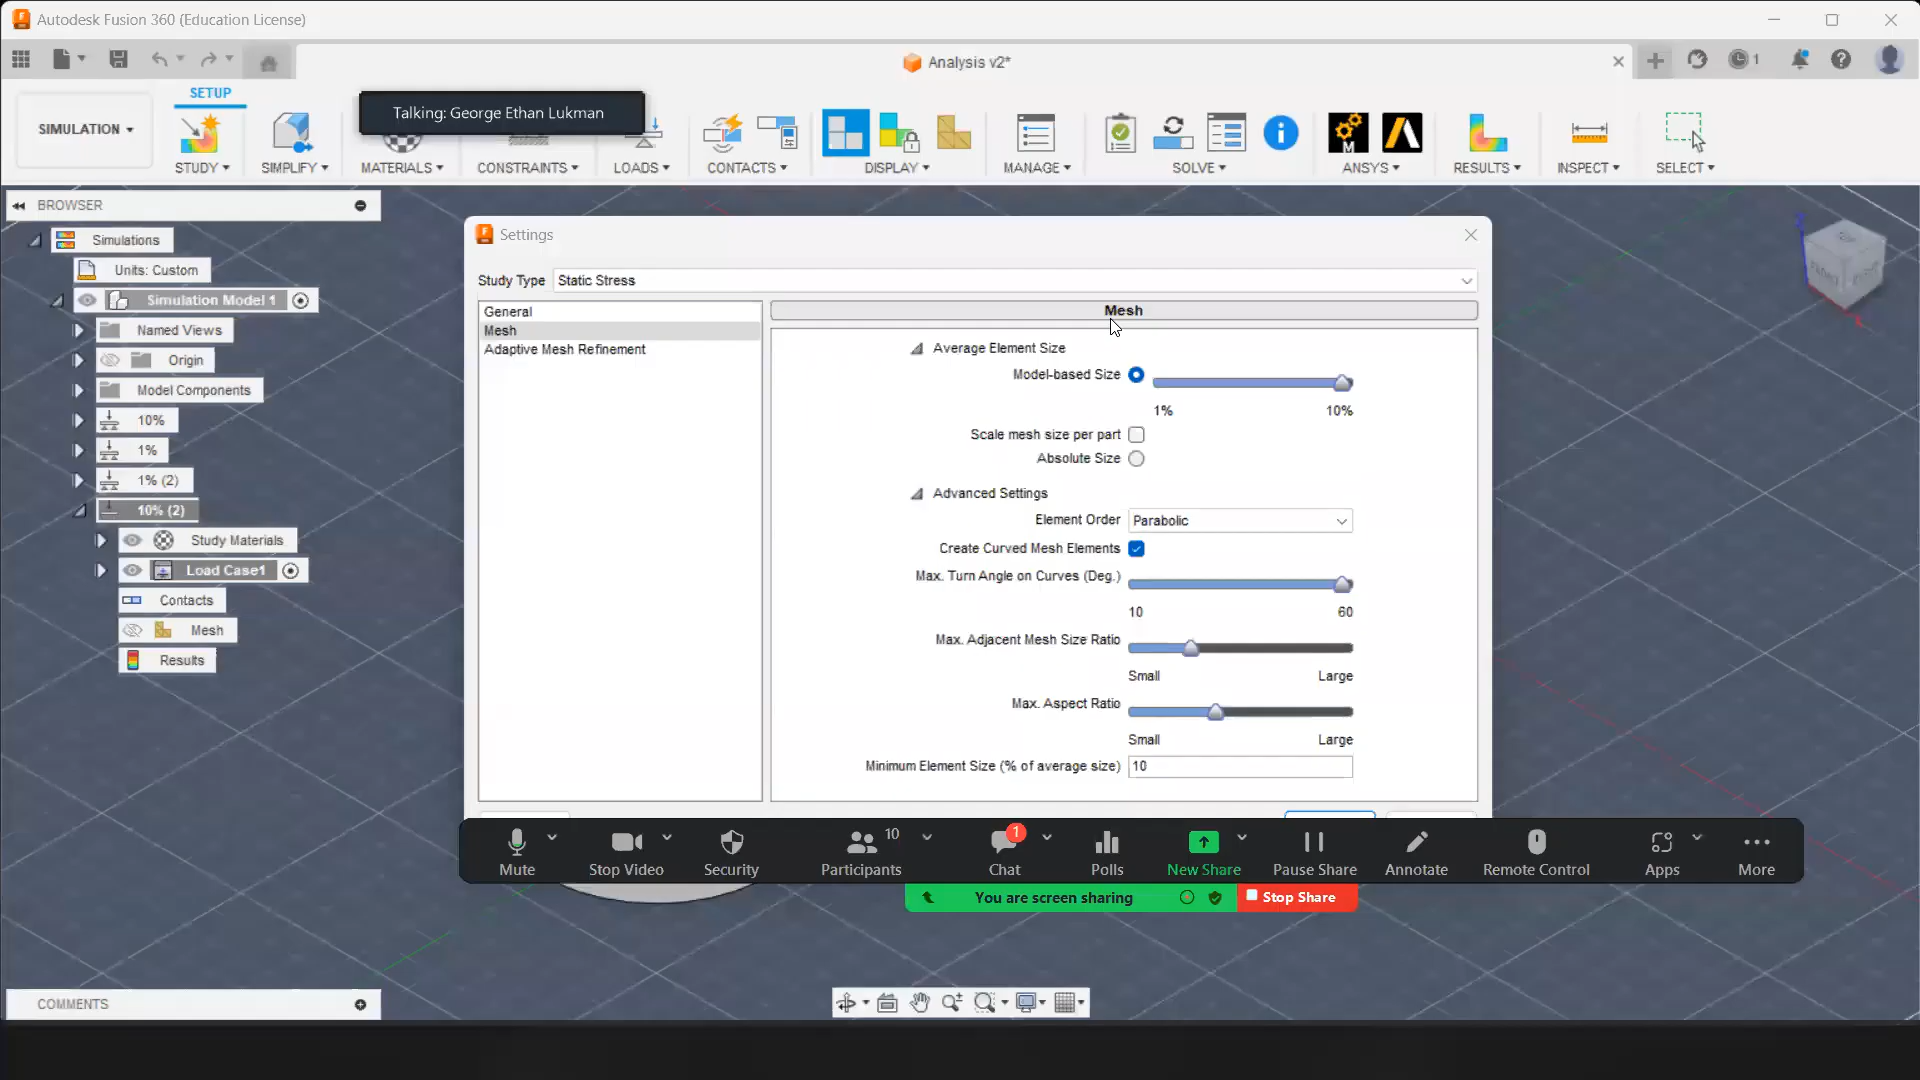 Autodesk Fusion 360 (Education License)
Analysis v2*
1
SETUP
Talking: George Ethan Lukman
SIMULATION
STUDY
SIMPLIFY
MATERIALS
CONSTRAINTS
LOADS
CONTACTS
DISPLAY
MANAGE
SOLVE
M
ANSYS
RESULTS
INSPECT
SELECT
BROWSER
Simulations
Units: Custom
Simulation Model 1
Named Views
Origin
Model Components
10%
1%
1% (2)
10% (2)
Study Materials
Load Case1
Contacts
Mesh
Results
Settings
Study Type
Static Stress
General
Mesh
Adaptive Mesh Refinement
Mesh
Average Element Size
Model-based Size
1%
10%
Scale mesh size per part
Absolute Size
Advanced Settings
Element Order
Parabolic
Create Curved Mesh Elements
Max. Turn Angle on Curves (Deg.)
10
60
Max. Adjacent Mesh Size Ratio
Small
Large
Max. Aspect Ratio
Small
Large
Minimum Element Size (% of average size)
10
Mute
Stop Video
Security
Participants
10
Chat
1
Polls
New Share
Pause Share
Annotate
Remote Control
Apps
More
You are screen sharing
Stop Share
COMMENTS